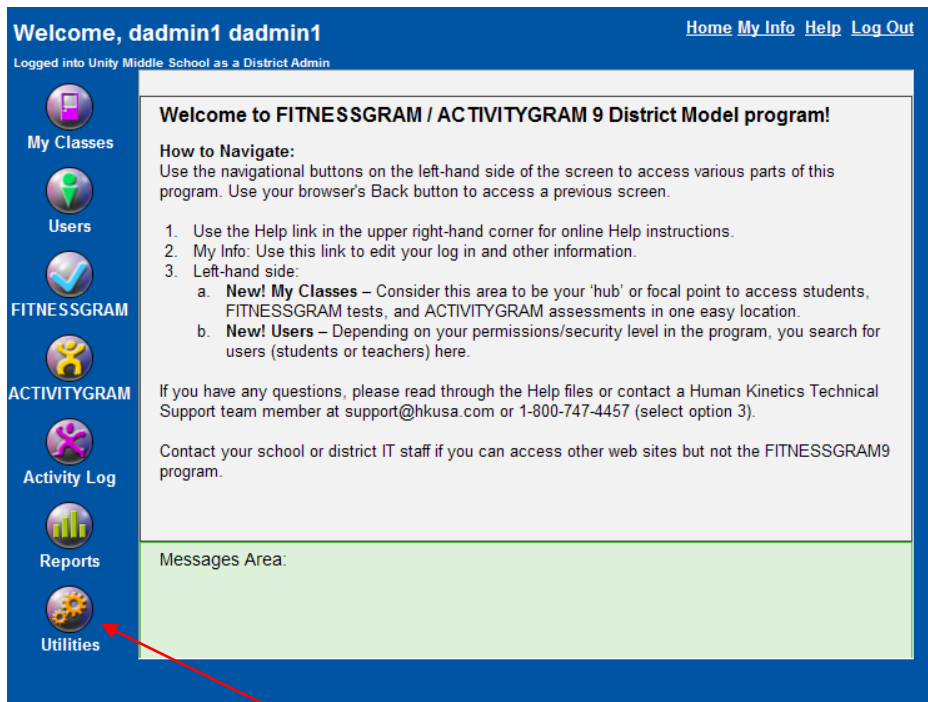 Welcome, dadmin1 dadmin1
Home My Info Help Log Out
Logged into Unity Middle School as a District Admin
My Classes
Users
FITNESSGRAM
ACTIVITYGRAM
Activity Log
Reports
Utilities
Welcome to FITNESSGRAM / ACTIVITYGRAM 9 District Model program!
How to Navigate:
Use the navigational buttons on the left-hand side of the screen to access various parts of this
program. Use your browser's Back button to access a previous screen.
1. Use the Help link in the upper right-hand corner for online Help instructions.
2. My Info: Use this link to edit your log in and other information.
3. Left-hand side:
a. New! My Classes – Consider this area to be your 'hub' or focal point to access students,
FITNESSGRAM tests, and ACTIVITYGRAM assessments in one easy location.
b. New! Users – Depending on your permissions/security level in the program, you search for
users (students or teachers) here.
If you have any questions, please read through the Help files or contact a Human Kinetics Technical
Support team member at support@hkusa.com or 1-800-747-4457 (select option 3).
Contact your school or district IT staff if you can access other web sites but not the FITNESSGRAM9
program.
Messages Area: